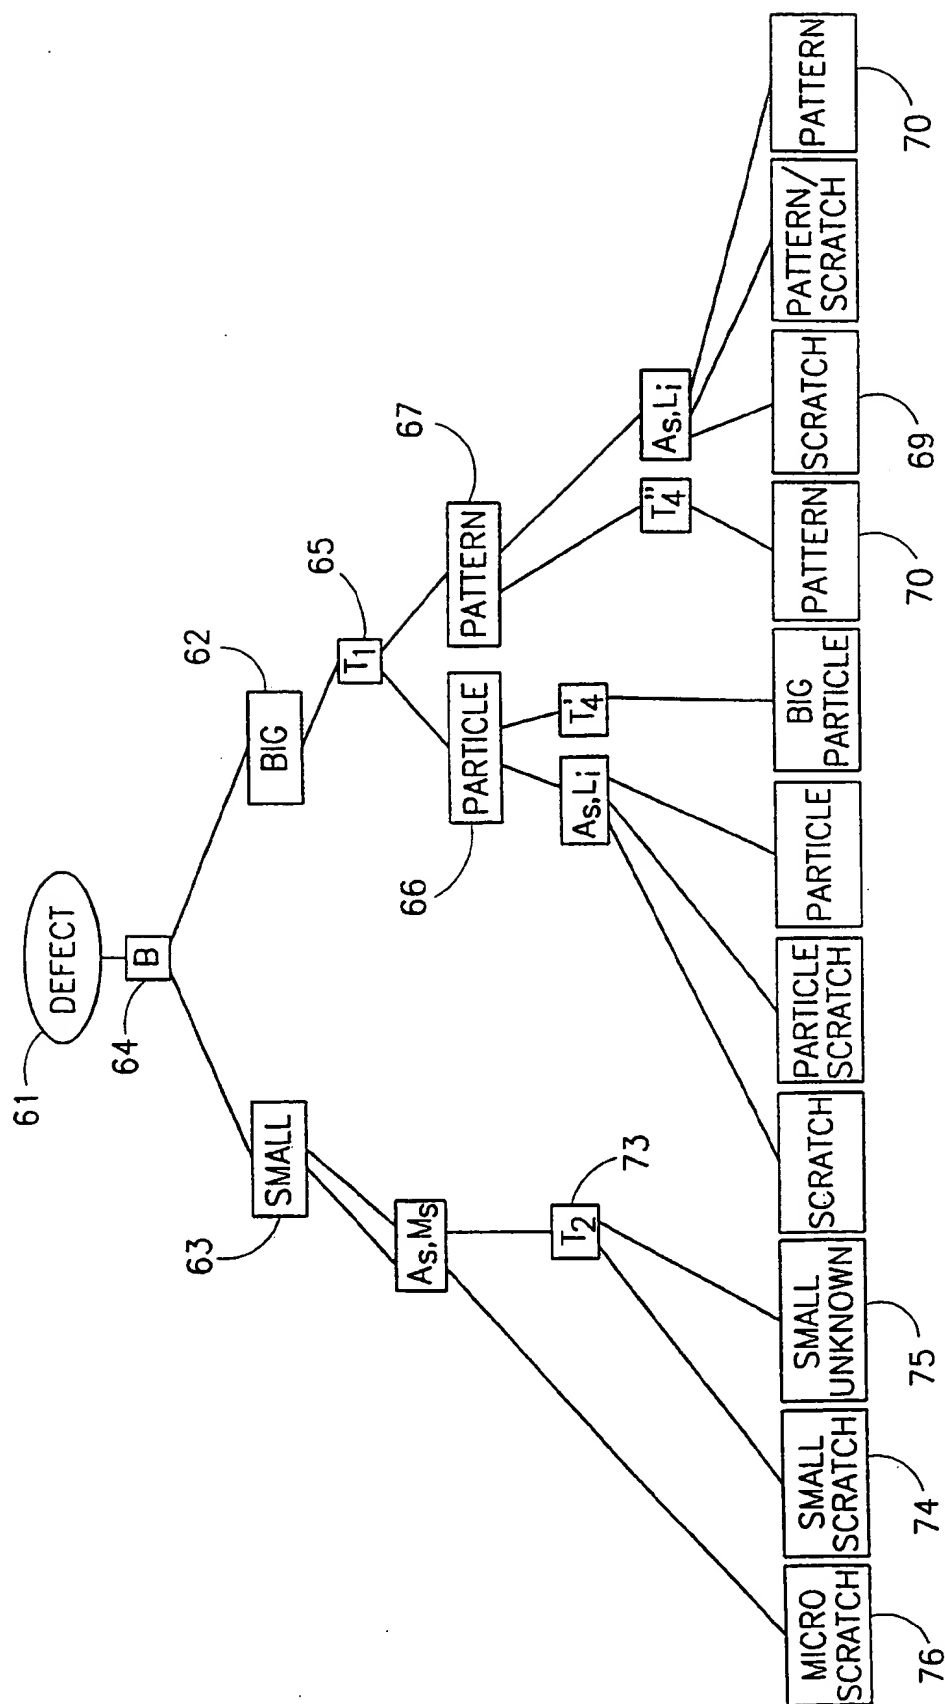 61
DEFECT
64
B
62
BIG
63
SMALL
65
T1
67
PATTERN
66
PARTICLE
As,Ms
73
T2
As,Li
T4'
T4"
As,Li
MICRO
SCRATCH
SMALL
SCRATCH
SMALL
UNKNOWN
SCRATCH
PARTICLE
SCRATCH
PARTICLE
BIG
PARTICLE
PATTERN
SCRATCH
PATTERN/
SCRATCH
PATTERN
76
74
75
70
69
70